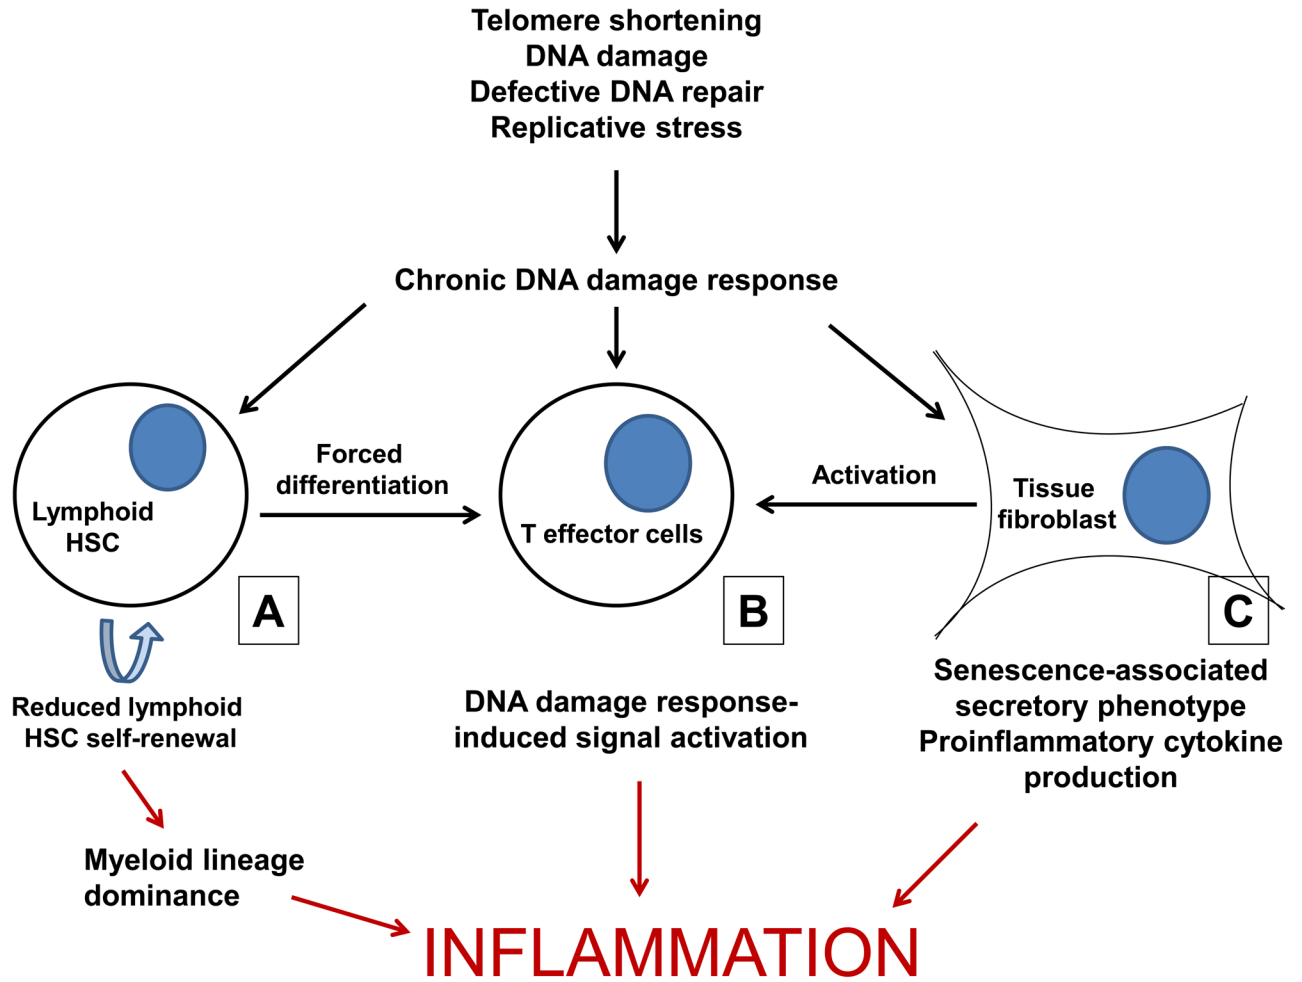 Telomere shortening
DNA damage
Defective DNA repair
Replicative stress
Chronic DNA damage response
Forced
differentiation
Activation
Lymphoid
HSC
T effector cells
Tissue
fibroblast
A
B
C
Reduced lymphoid
HSC self-renewal
DNA damage response-
induced signal activation
Senescence-associated
secretory phenotype
Proinflammatory cytokine
production
Myeloid lineage
dominance
INFLAMMATION